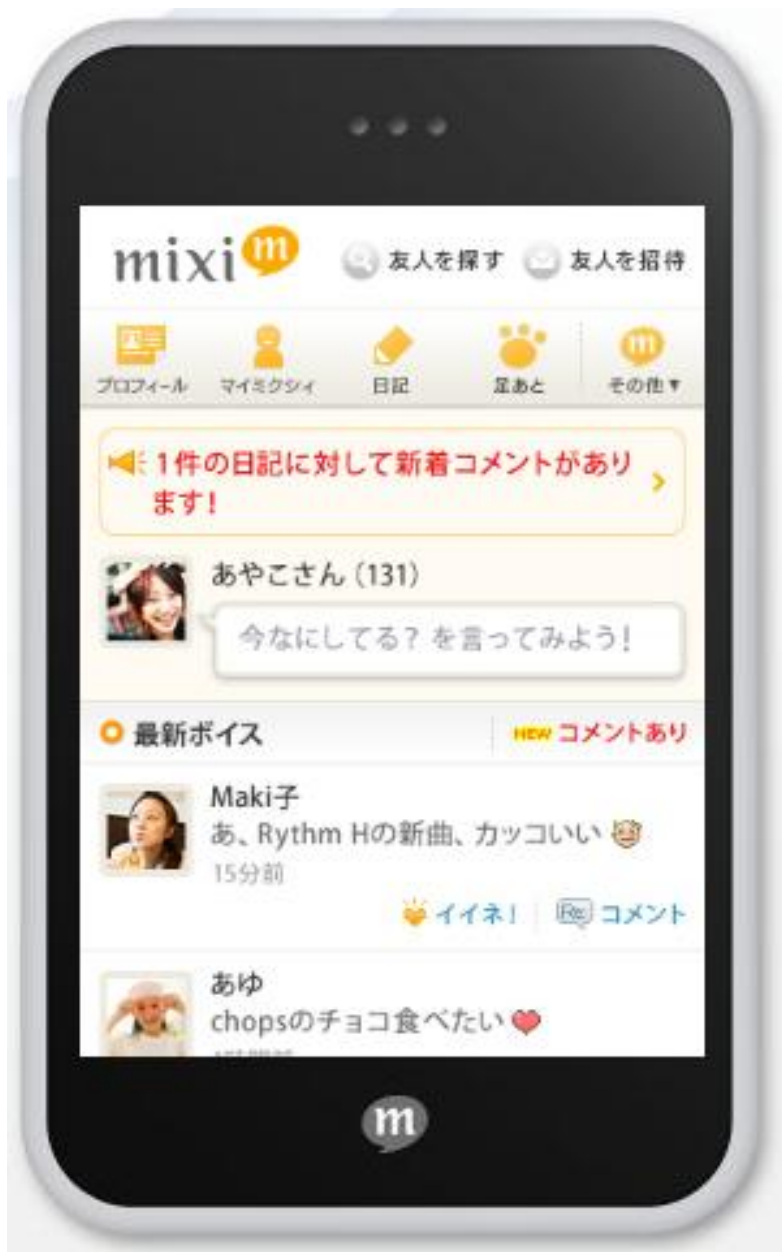 mixi m
友人を探す 友人を招待
プロフィール マイミクシィ 日記 足あと m その他▼
1件の日記に対して新着コメントがあり
ます!
あやこさん (131)
今なにしてる? を言ってみよう!
最新ボイス NEW コメントあり
Maki子
あ、Rythm Hの新曲、カッコいい
15分前
イイネ! Re: コメント
あゆ
chopsのチョコ食べたい
m